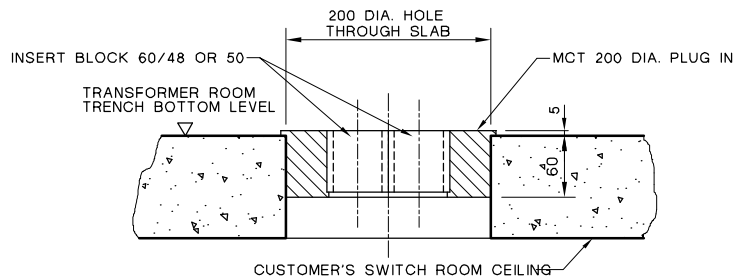 200 DIA. HOLE
THROUGH SLAB
INSERT BLOCK 60/48 OR 50
MCT 200 DIA. PLUG IN
TRANSFORMER ROOM
TRENCH BOTTOM LEVEL
5
60
CUSTOMER'S SWITCH ROOM CEILING